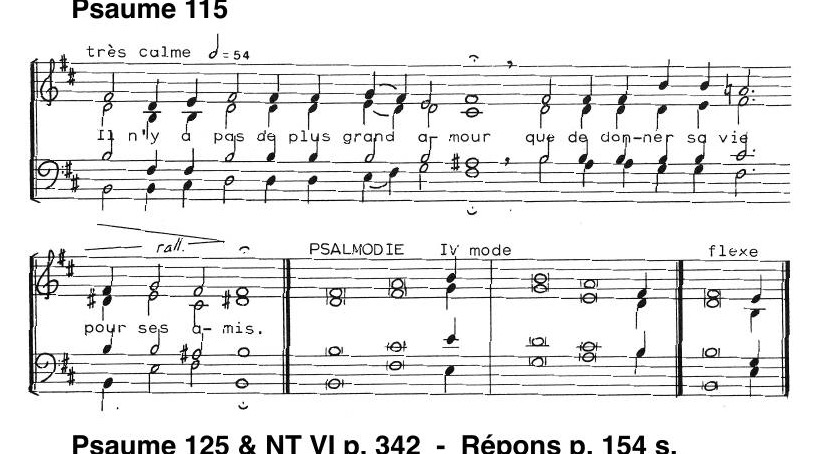 Psaume 115
très calme 𝅗𝅥=54
Il n'y a pas de plus grand a- mour que de don-ner sa vie
rall.
PSALMODIE IV mode flexe
pour ses a- mis.
Psaume 125 & NT VI p. 342 - Répons p. 154 s.